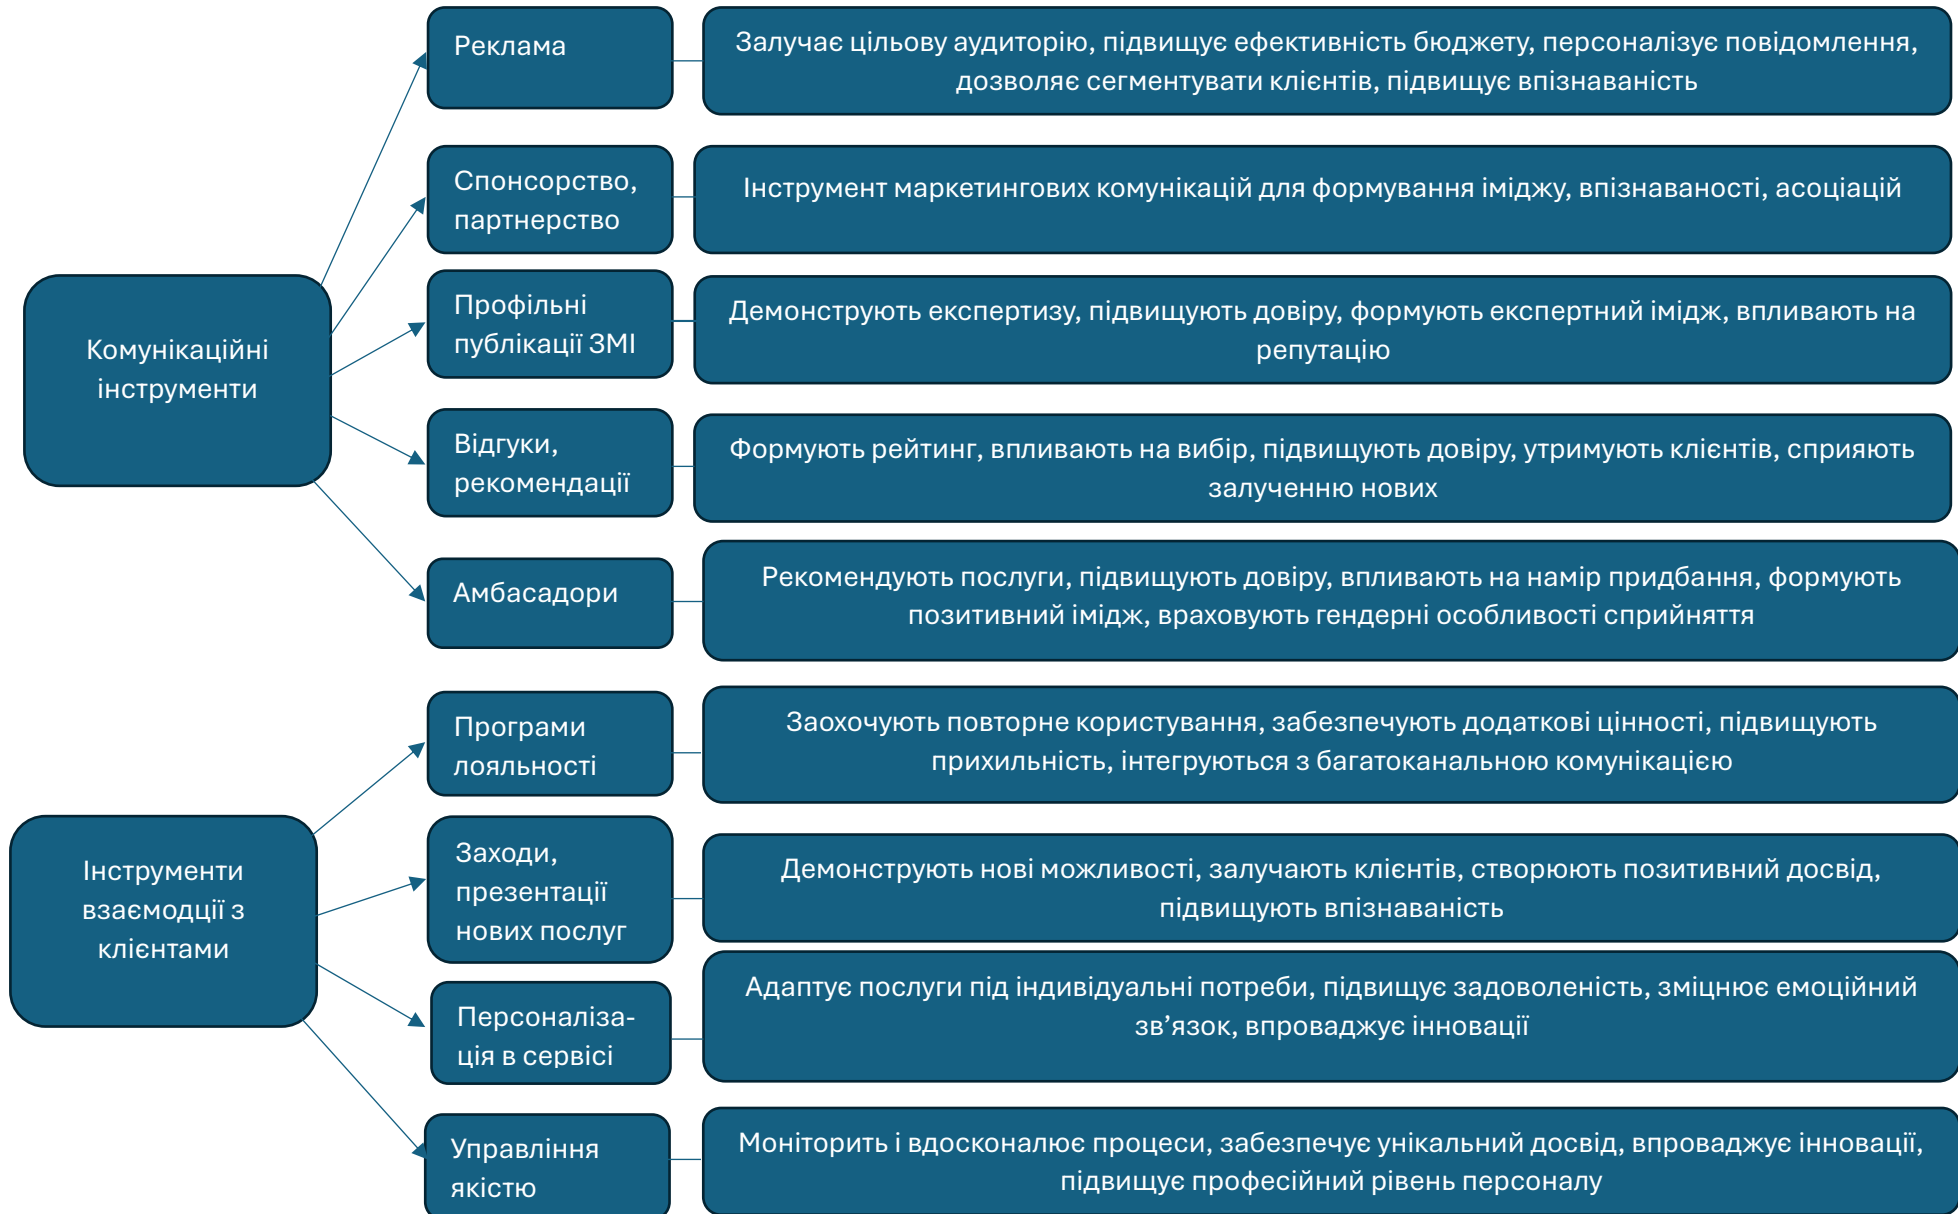 Комунікаційні
інструменти
Реклама
Залучає цільову аудиторію, підвищує ефективність бюджету, персоналізує повідомлення,
дозволяє сегментувати клієнтів, підвищує впізнаваність
Спонсорство,
партнерство
Інструмент маркетингових комунікацій для формування іміджу, впізнаваності, асоціацій
Профільні
публікації ЗМІ
Демонструють експертизу, підвищують довіру, формують експертний імідж, впливають на
репутацію
Відгуки,
рекомендації
Формують рейтинг, впливають на вибір, підвищують довіру, утримують клієнтів, сприяють
залученню нових
Амбасадори
Рекомендують послуги, підвищують довіру, впливають на намір придбання, формують
позитивний імідж, враховують гендерні особливості сприйняття
Інструменти
взаємодції з
клієнтами
Програми
лояльності
Заохочують повторне користування, забезпечують додаткові цінності, підвищують
прихильність, інтегруються з багатоканальною комунікацією
Заходи,
презентації
нових послуг
Демонструють нові можливості, залучають клієнтів, створюють позитивний досвід,
підвищують впізнаваність
Персоналіза-
ція в сервісі
Адаптує послуги під індивідуальні потреби, підвищує задоволеність, зміцнює емоційний
зв’язок, впроваджує інновації
Управління
якістю
Моніторить і вдосконалює процеси, забезпечує унікальний досвід, впроваджує інновації,
підвищує професійний рівень персоналу